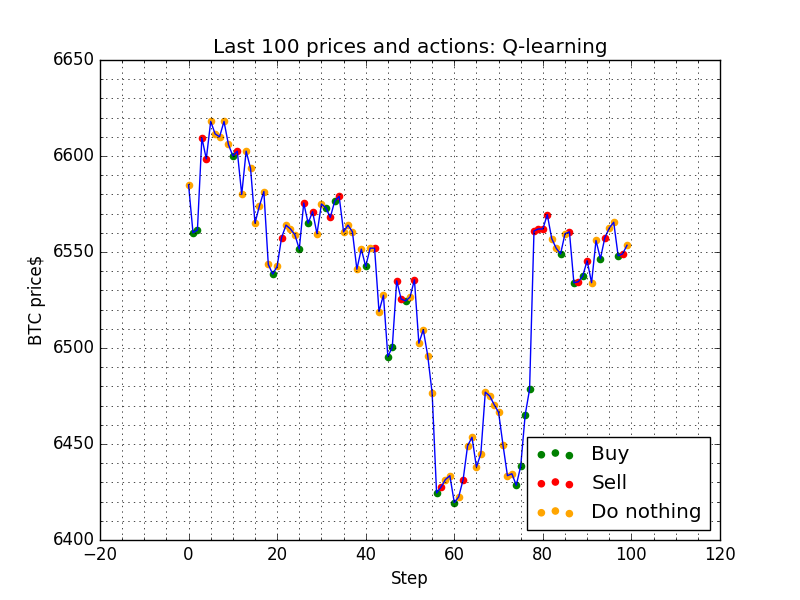 Last 100 prices and actions: Q-learning
6650
6600
6550
6500
6450
6400
BTC price$
Buy
Sell
Do nothing
−20 0 20 40 60 80 100 120
Step